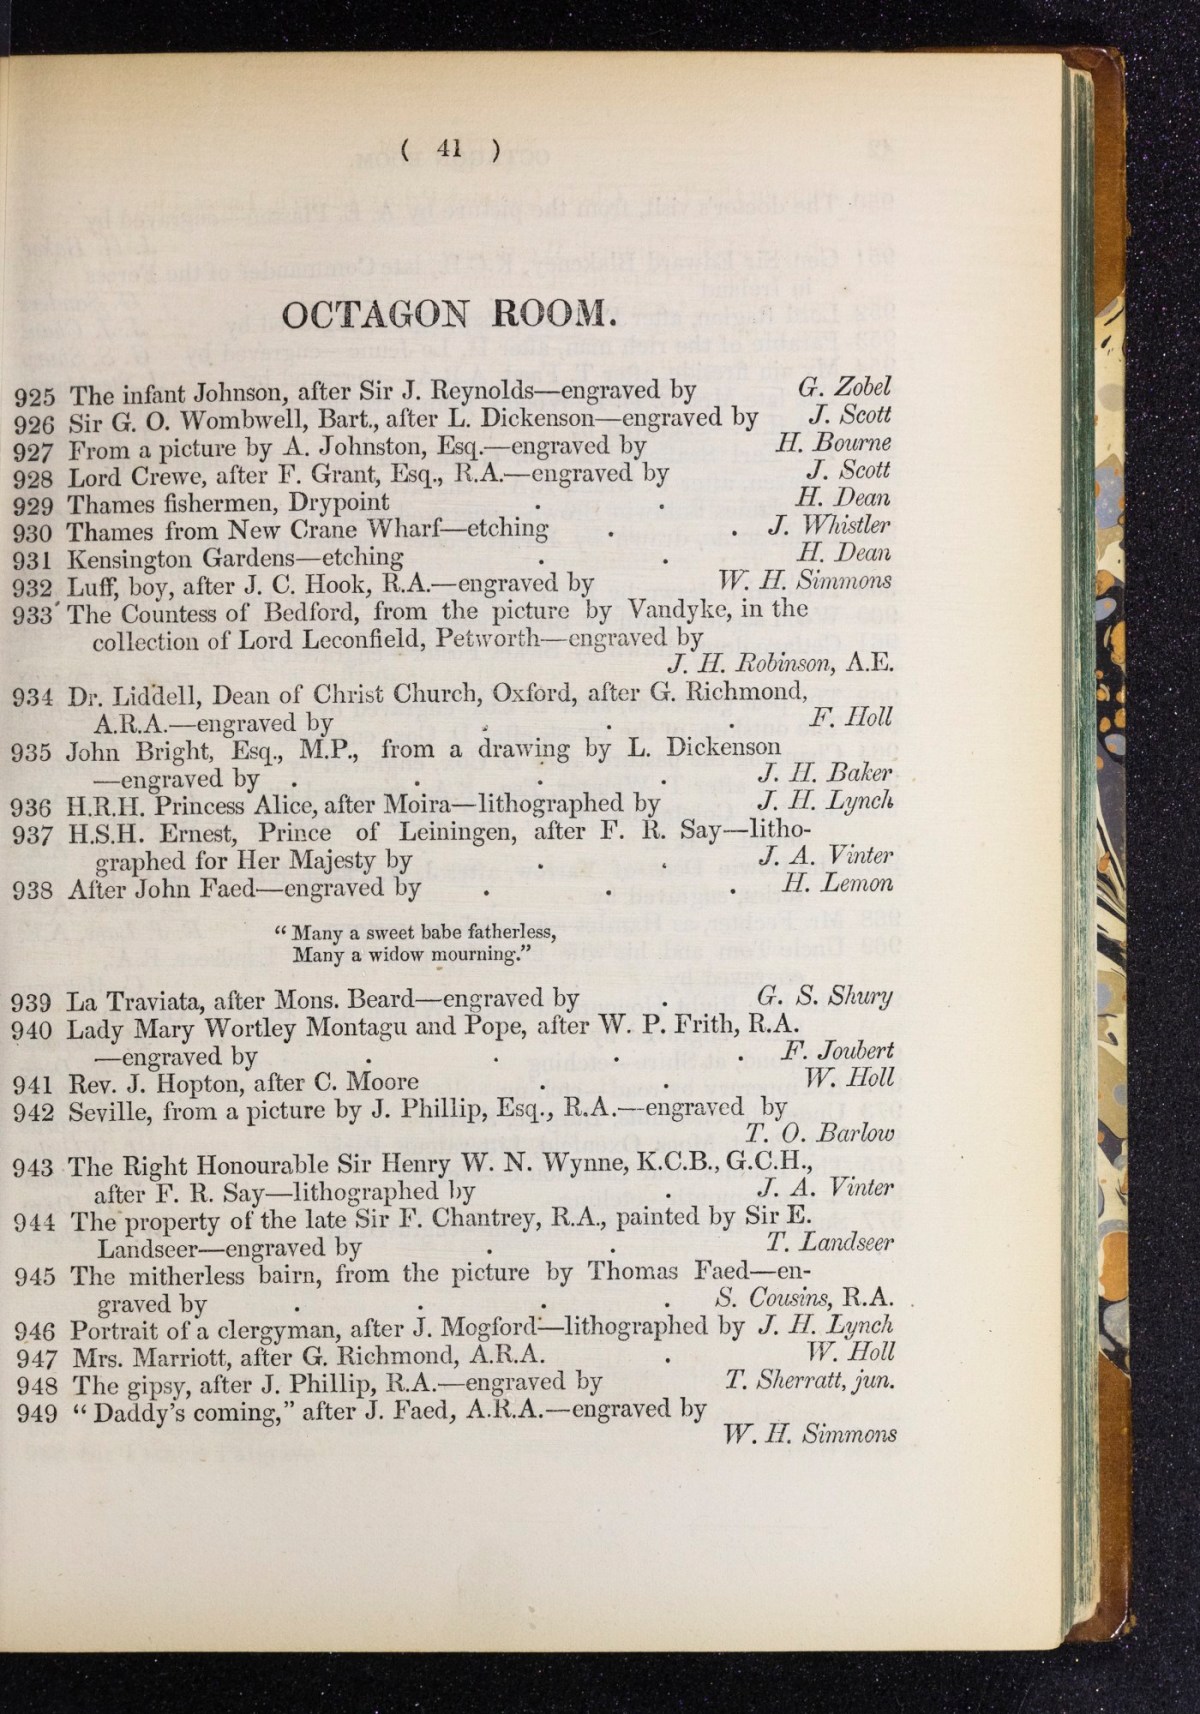 ( 41 )
OCTAGON ROOM.
925 The infant Johnson, after Sir J. Reynolds—engraved by G. Zobel
926 Sir G. O. Wombwell, Bart., after L. Dickenson—engraved by J. Scott
927 From a picture by A. Johnston, Esq.—engraved by H. Bourne
928 Lord Crewe, after F. Grant, Esq., R.A.—engraved by J. Scott
929 Thames fishermen, Drypoint . . H. Dean
930 Thames from New Crane Wharf—etching . . J. Whistler
931 Kensington Gardens—etching . . H. Dean
932 Luff, boy, after J. C. Hook, R.A.—engraved by W. H. Simmons
933 The Countess of Bedford, from the picture by Vandyke, in the
collection of Lord Leconfield, Petworth—engraved by
J. H. Robinson, A.E.
934 Dr. Liddell, Dean of Christ Church, Oxford, after G. Richmond,
A.R.A.—engraved by . . . F. Holl
935 John Bright, Esq., M.P., from a drawing by L. Dickenson
—engraved by . . . . J. H. Baker
936 H.R.H. Princess Alice, after Moira—lithographed by J. H. Lynch
937 H.S.H. Ernest, Prince of Leiningen, after F. R. Say—litho-
graphed for Her Majesty by . . J. A. Vinter
938 After John Faed—engraved by . . . H. Lemon
“Many a sweet babe fatherless,
Many a widow mourning.”
939 La Traviata, after Mons. Beard—engraved by . G. S. Shury
940 Lady Mary Wortley Montagu and Pope, after W. P. Frith, R.A.
—engraved by . . . . F. Joubert
941 Rev. J. Hopton, after C. Moore . . W. Holl
942 Seville, from a picture by J. Phillip, Esq., R.A.—engraved by
T. O. Barlow
943 The Right Honourable Sir Henry W. N. Wynne, K.C.B., G.C.H.,
after F. R. Say—lithographed by . J. A. Vinter
944 The property of the late Sir F. Chantrey, R.A., painted by Sir E.
Landseer—engraved by . . T. Landseer
945 The mitherless bairn, from the picture by Thomas Faed—en-
graved by . . . . S. Cousins, R.A.
946 Portrait of a clergyman, after J. Mogford—lithographed by J. H. Lynch
947 Mrs. Marriott, after G. Richmond, A.R.A. . W. Holl
948 The gipsy, after J. Phillip, R.A.—engraved by T. Sherratt, jun.
949 “Daddy's coming,” after J. Faed, A.R.A.—engraved by
W. H. Simmons